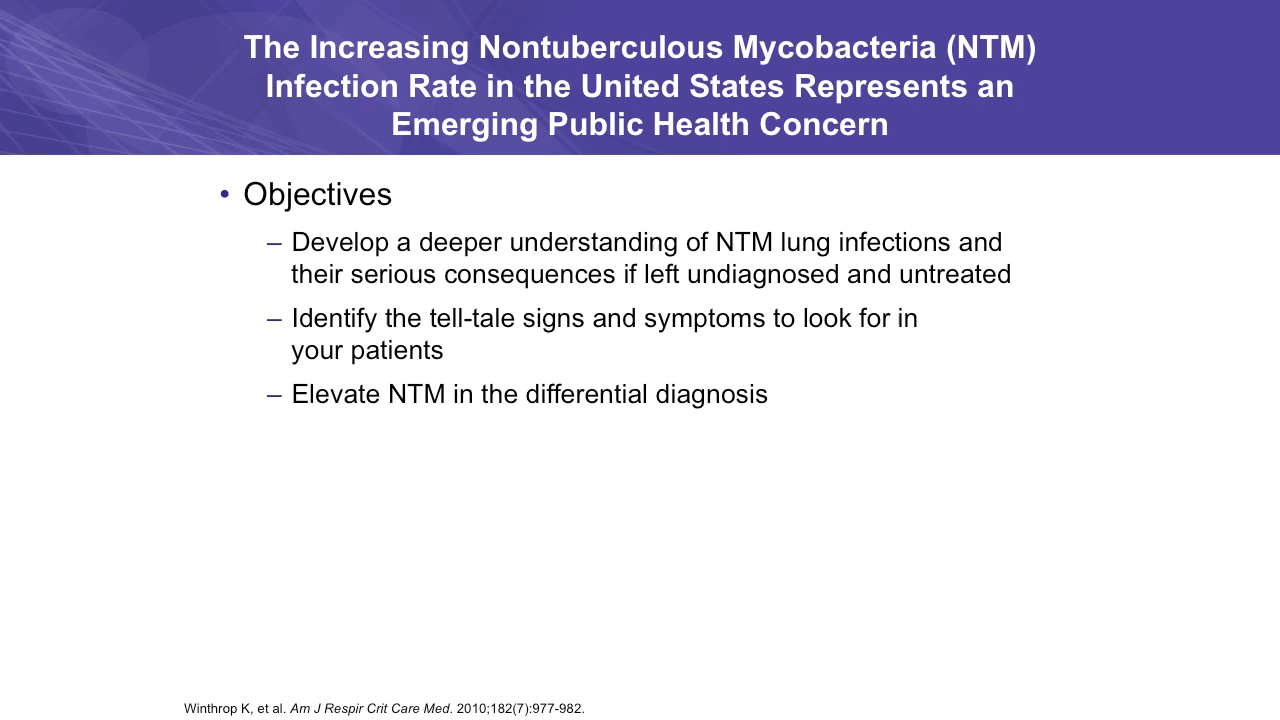 The Increasing Nontuberculous Mycobacteria (NTM)
Infection Rate in the United States Represents an
Emerging Public Health Concern
• Objectives
– Develop a deeper understanding of NTM lung infections and
their serious consequences if left undiagnosed and untreated
– Identify the tell-tale signs and symptoms to look for in
your patients
– Elevate NTM in the differential diagnosis
Winthrop K, et al. Am J Respir Crit Care Med. 2010;182(7):977-982.